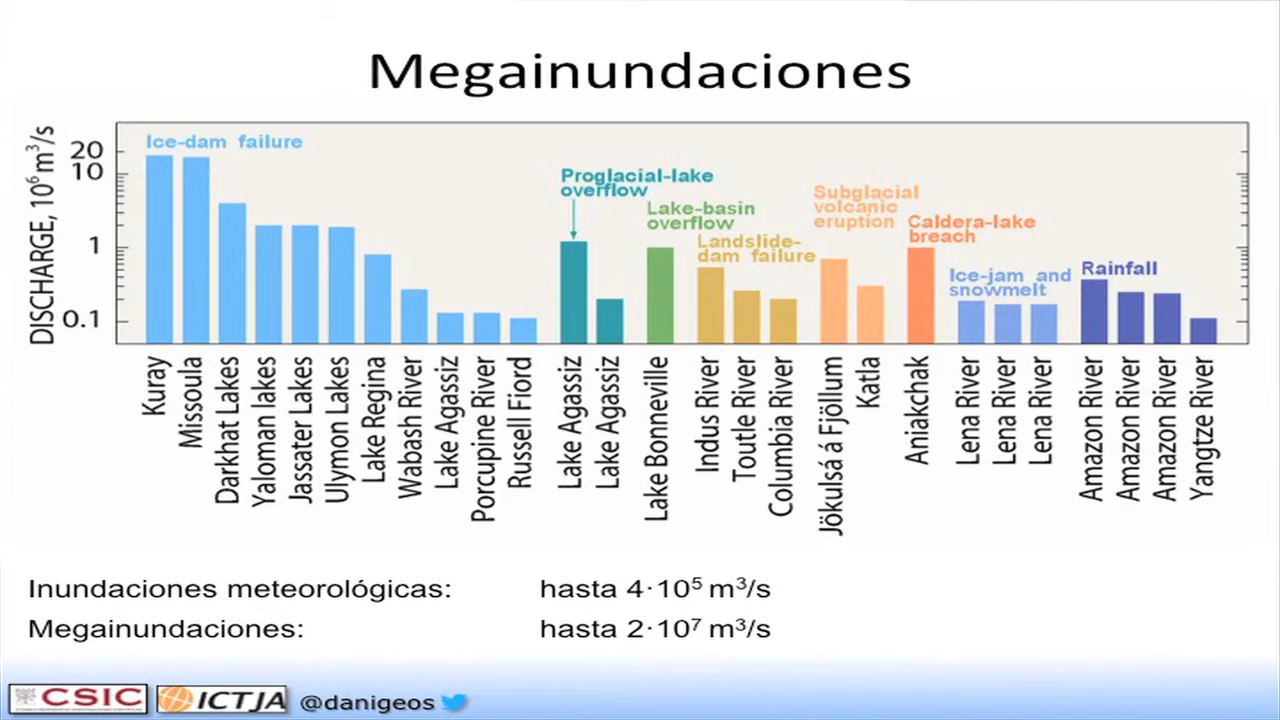 Megainundaciones
DISCHARGE, 10⁶ m³/s
20
10
1
0.1
Ice-dam failure
Proglacial-lake
overflow
Lake-basin
overflow
Landslide-
dam failure
Subglacial
volcanic
eruption
Caldera-lake
breach
Ice-jam and
snowmelt
Rainfall
Kuray
Missoula
Darkhat Lakes
Yaloman lakes
Jassater Lakes
Ulymon Lakes
Lake Regina
Wabash River
Lake Agassiz
Porcupine River
Russell Fiord
Lake Agassiz
Lake Agassiz
Lake Bonneville
Indus River
Toutle River
Columbia River
Jökulsá á Fjöllum
Katla
Aniakchak
Lena River
Lena River
Lena River
Amazon River
Amazon River
Amazon River
Yangtze River
Inundaciones meteorológicas: hasta 4·10⁵ m³/s
Megainundaciones: hasta 2·10⁷ m³/s
CSIC
ICTJA
@danigeos